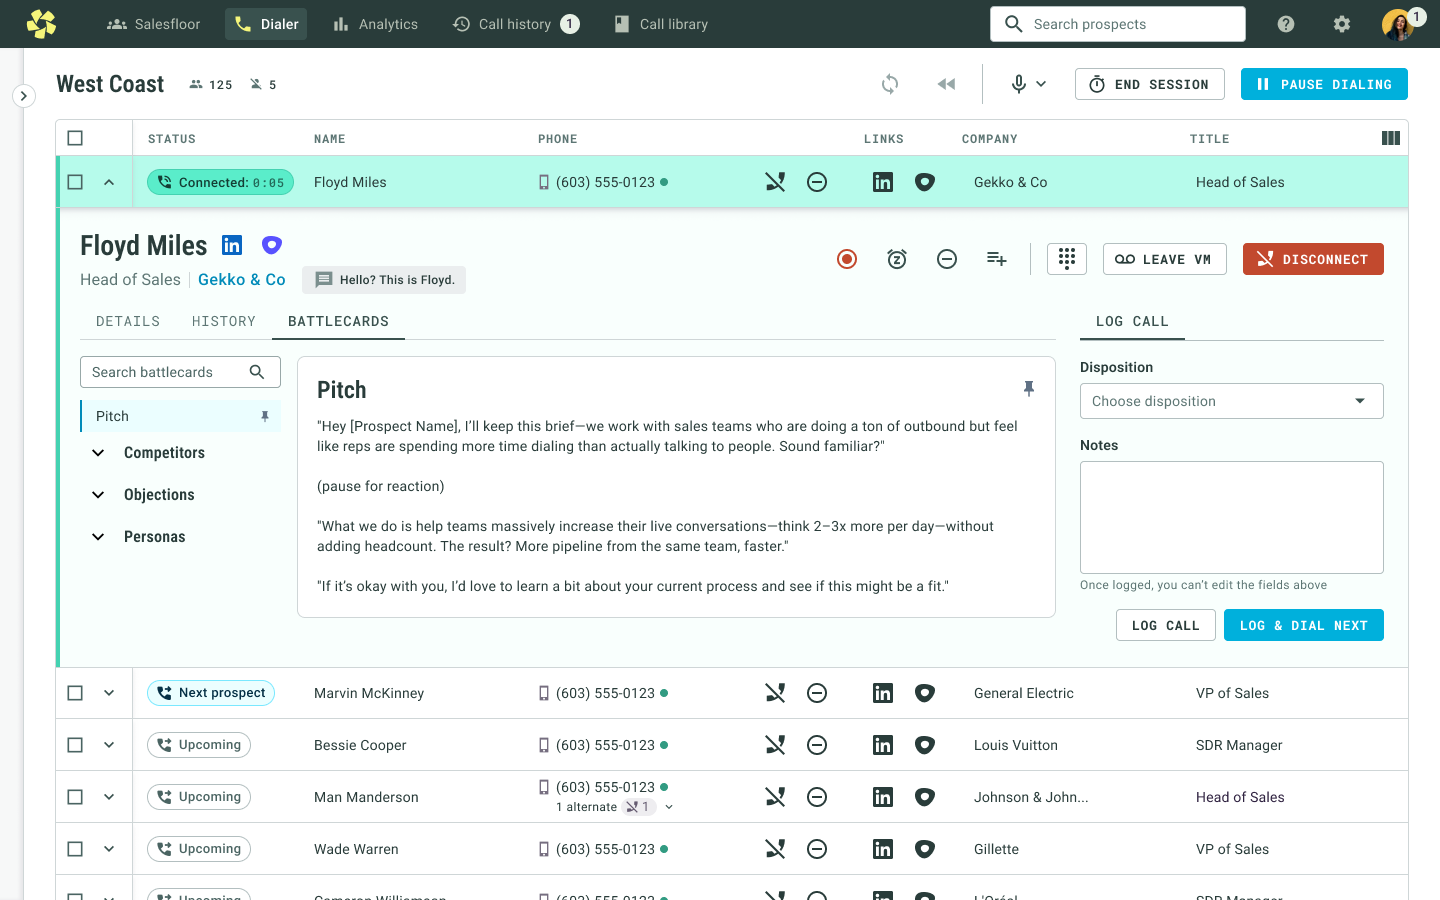 Salesfloor
Dialer
Analytics
Call history 1
Call library
Search prospects
1
West Coast 125 5
END SESSION
PAUSE DIALING
STATUS NAME PHONE LINKS COMPANY TITLE
Connected: 0:05 Floyd Miles (603) 555-0123 Gekko & Co Head of Sales
Floyd Miles
Head of Sales Gekko & Co Hello? This is Floyd.
LEAVE VM
DISCONNECT
DETAILS HISTORY BATTLECARDS
LOG CALL
Search battlecards
Pitch
Competitors
Objections
Personas
Pitch
"Hey [Prospect Name], I’ll keep this brief—we work with sales teams who are doing a ton of outbound but feel
like reps are spending more time dialing than actually talking to people. Sound familiar?"
(pause for reaction)
"What we do is help teams massively increase their live conversations—think 2–3x more per day—without
adding headcount. The result? More pipeline from the same team, faster."
"If it’s okay with you, I’d love to learn a bit about your current process and see if this might be a fit."
Disposition
Choose disposition
Notes
Once logged, you can’t edit the fields above
LOG CALL
LOG & DIAL NEXT
Next prospect Marvin McKinney (603) 555-0123 General Electric VP of Sales
Upcoming Bessie Cooper (603) 555-0123 Louis Vuitton SDR Manager
Upcoming Man Manderson (603) 555-0123 Johnson & John... Head of Sales
1 alternate 1
Upcoming Wade Warren (603) 555-0123 Gillette VP of Sales
Upcoming Cameron Williamson (603) 555-0123 L'Oréal SDR Manager